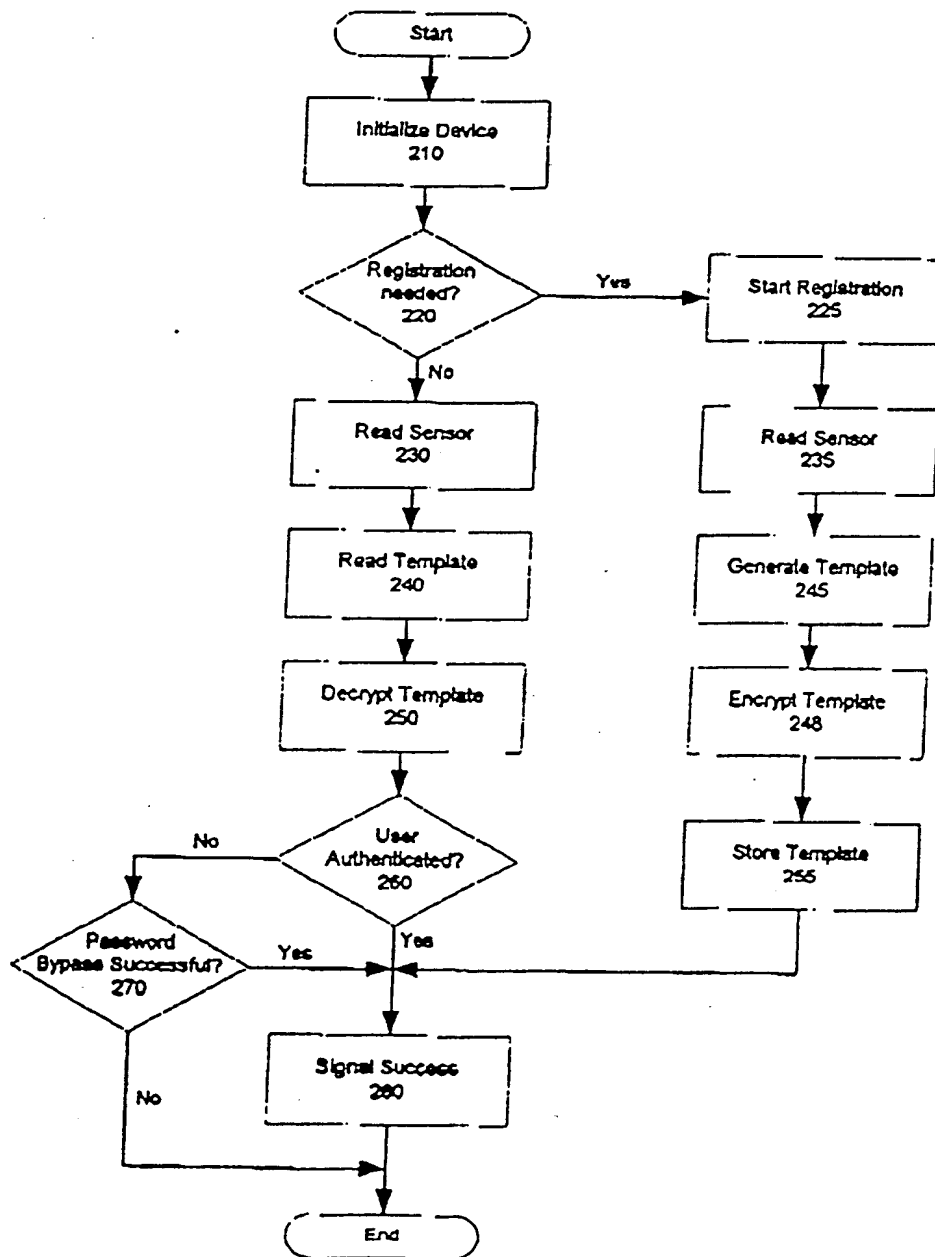 Start
Initialize Device
210
Registration
needed?
220
Yes
Start Registration
225
No
Read Sensor
230
Read Sensor
235
Read Template
240
Generate Template
245
Decrypt Template
250
Encrypt Template
248
No
User
Authenticated?
260
Store Template
255
Password
Bypass Successful?
270
Yes
Yes
Signal Success
280
No
End